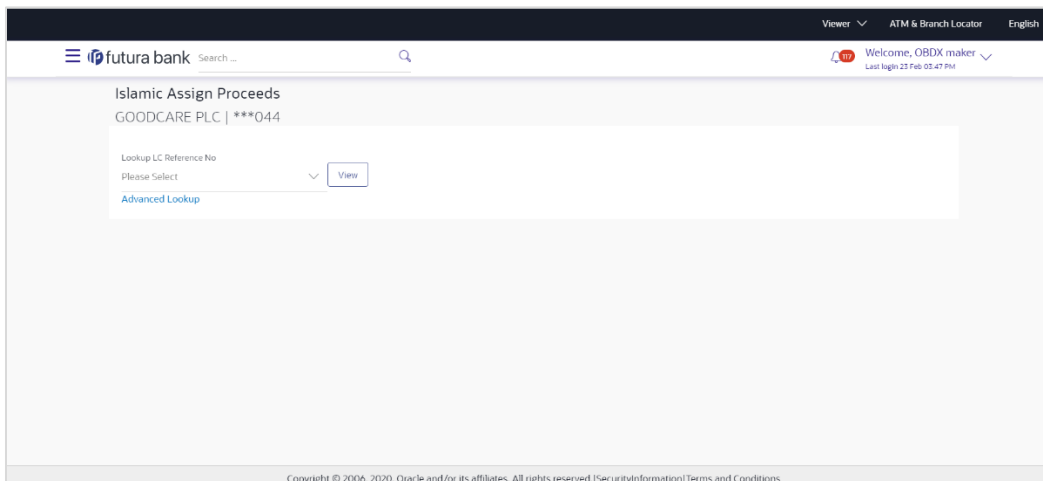 Viewer ATM & Branch Locator English
futura bank Search ... 117 Welcome, OBDX maker
Last login 23 Feb 03:47 PM
Islamic Assign Proceeds
GOODCARE PLC | ***044
Lookup LC Reference No
Please Select View
Advanced Lookup
Copyright © 2006, 2020, Oracle and/or its affiliates. All rights reserved.|SecurityInformation|Terms and Conditions